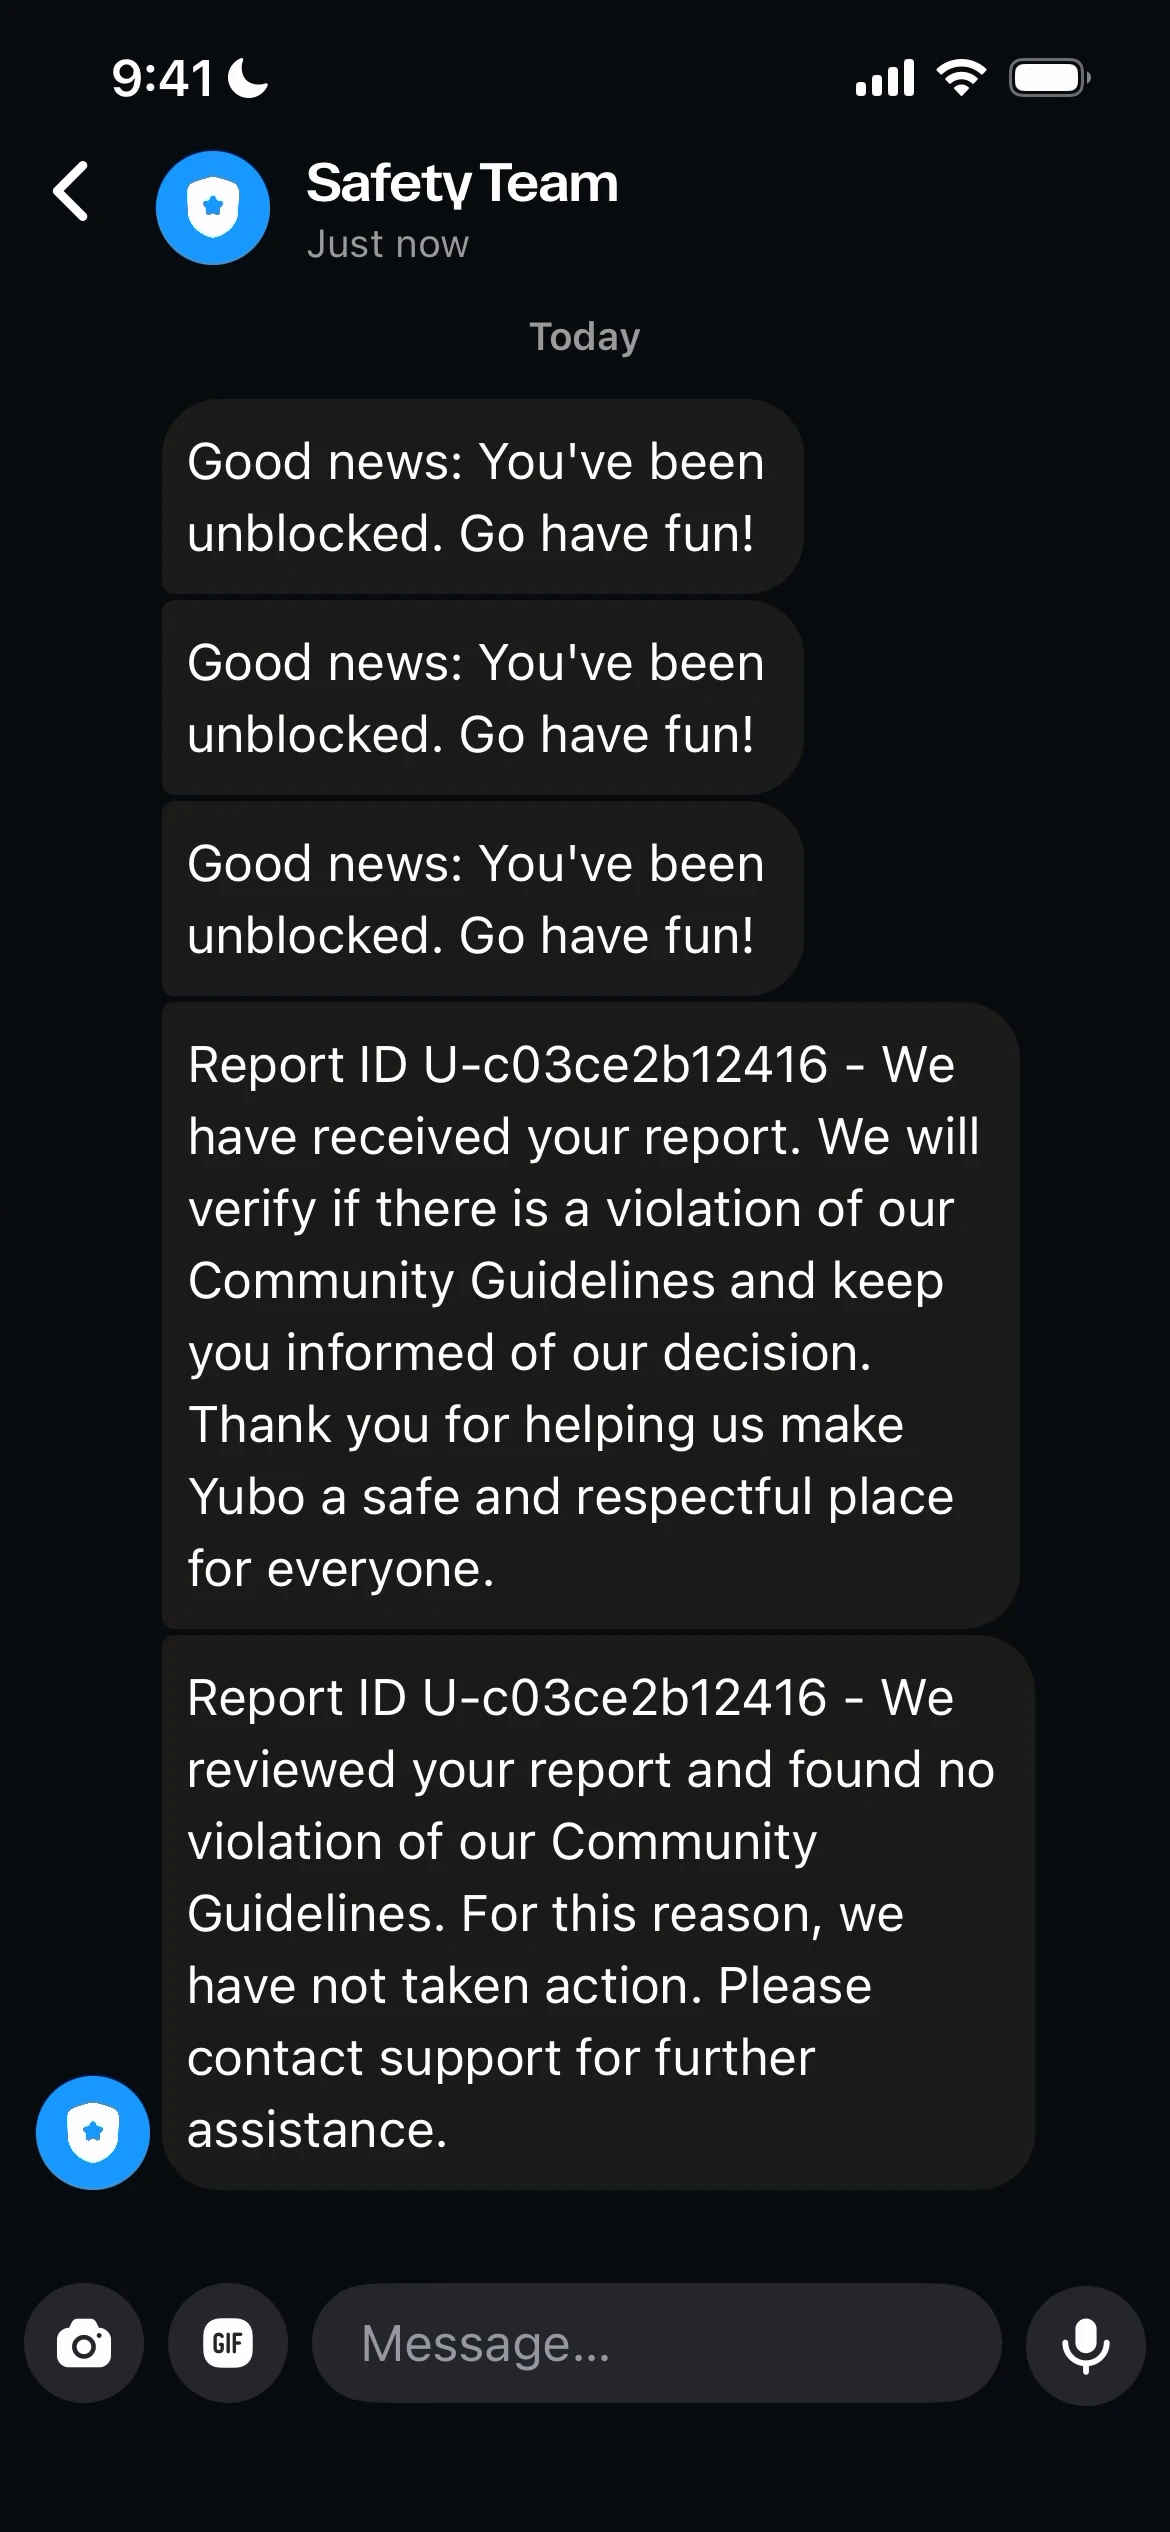 9:41
Safety Team
Just now
Today
Good news: You've been
unblocked. Go have fun!
Good news: You've been
unblocked. Go have fun!
Good news: You've been
unblocked. Go have fun!
Report ID U-c03ce2b12416 - We
have received your report. We will
verify if there is a violation of our
Community Guidelines and keep
you informed of our decision.
Thank you for helping us make
Yubo a safe and respectful place
for everyone.
Report ID U-c03ce2b12416 - We
reviewed your report and found no
violation of our Community
Guidelines. For this reason, we
have not taken action. Please
contact support for further
assistance.
GIF
Message...